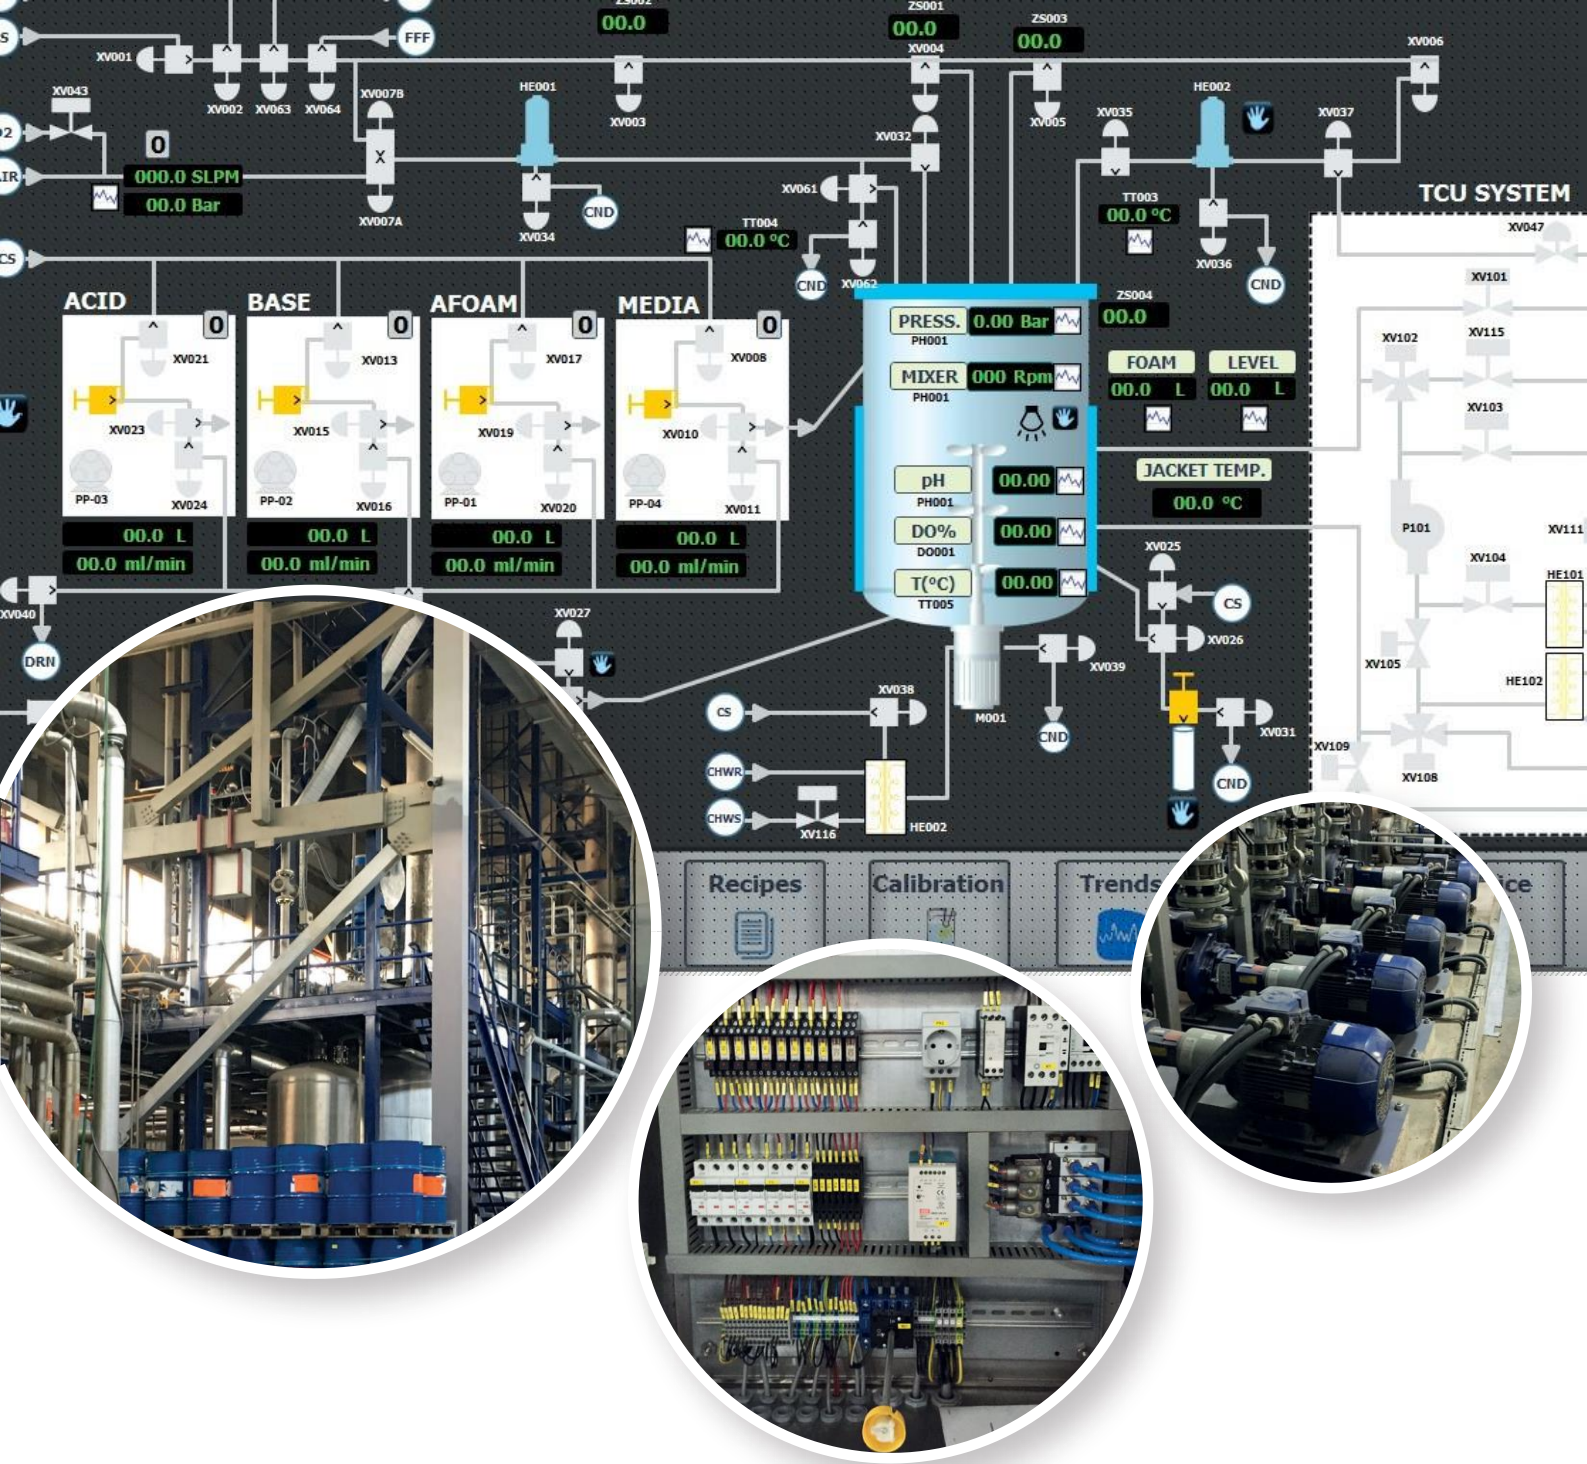 ZS002
00.0
ZS001
00.0
ZS003
00.0
XV001
FFF
XV004
XV006
XV043
XV002
XV063
XV064
XV007B
HE001
XV003
XV032
XV005
XV035
HE002
XV037
0
000.0 SLPM
00.0 Bar
XV007A
XV034
CND
XV061
TT003
00.0 ºC
TCU SYSTEM
TT004
00.0 ºC
CND
XV062
XV036
CND
XV047
CS
ACID
BASE
AFOAM
MEDIA
XV101
ZS004
00.0
0
0
0
0
PRESS.
0.00 Bar
PH001
XV021
XV013
XV017
XV008
XV102
XV115
FOAM
LEVEL
MIXER
000 Rpm
PH001
00.0 L
00.0 L
XV103
XV023
XV015
XV019
XV010
JACKET TEMP.
00.0 ºC
pH
00.00
PH001
PP-03
XV024
PP-02
XV016
PP-01
XV020
PP-04
XV011
P101
XV111
00.0 L
00.0 L
00.0 L
00.0 L
DO%
00.00
DO001
XV025
XV104
00.0 ml/min
00.0 ml/min
00.0 ml/min
00.0 ml/min
T(ºC)
00.00
TT005
HE101
XV040
CS
XV027
XV026
DRN
XV039
XV105
HE102
CS
XV038
M001
CND
XV031
XV109
CHWR
CND
XV108
CHWS
XV116
HE002
Recipes
Calibration
Trends